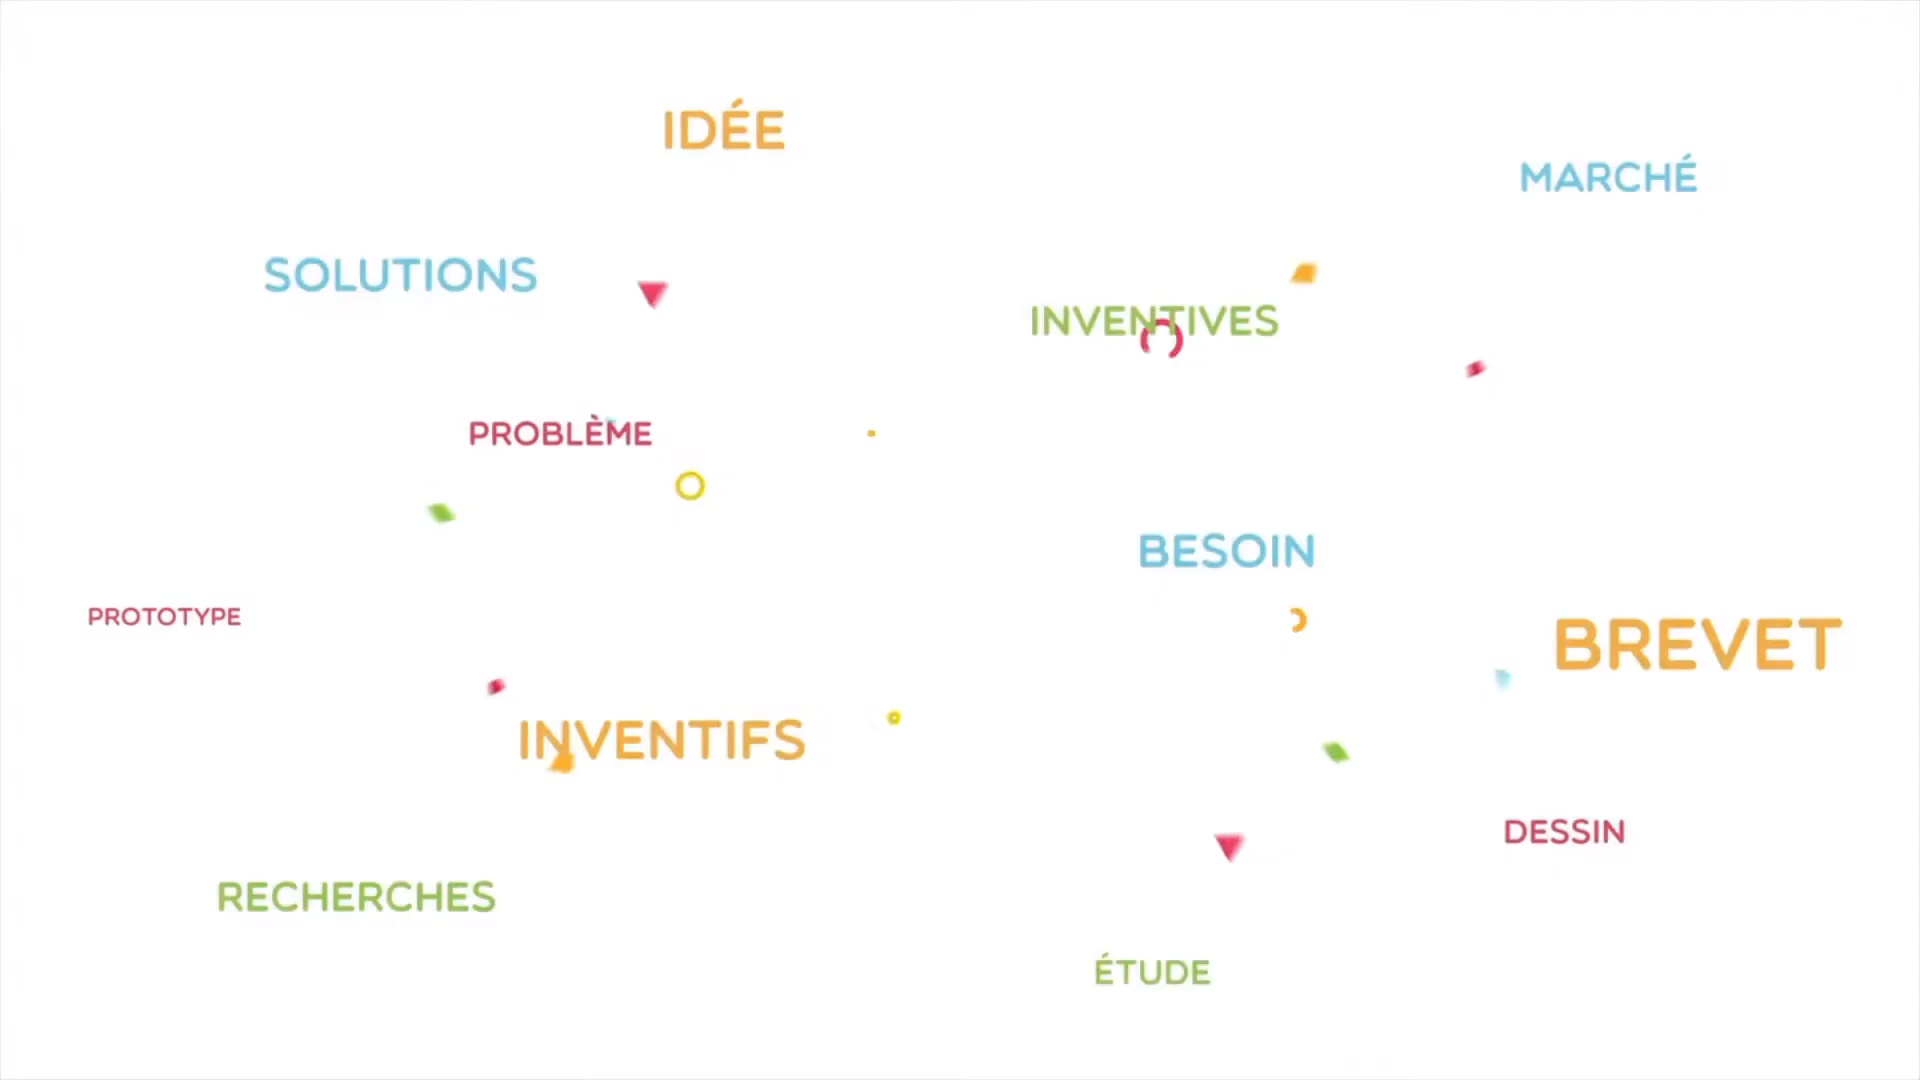 IDÉE
MARCHÉ
SOLUTIONS
INVENTIVES
PROBLÈME
BESOIN
PROTOTYPE
BREVET
INVENTIFS
DESSIN
RECHERCHES
ÉTUDE